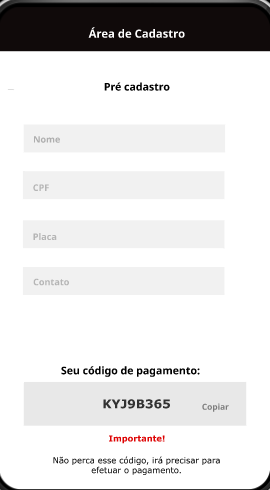 Área de Cadastro
Pré cadastro
Nome
CPF
Placa
Contato
Seu código de pagamento:
KYJ9B365 Copiar
Importante!
Não perca esse código, irá precisar para
efetuar o pagamento.